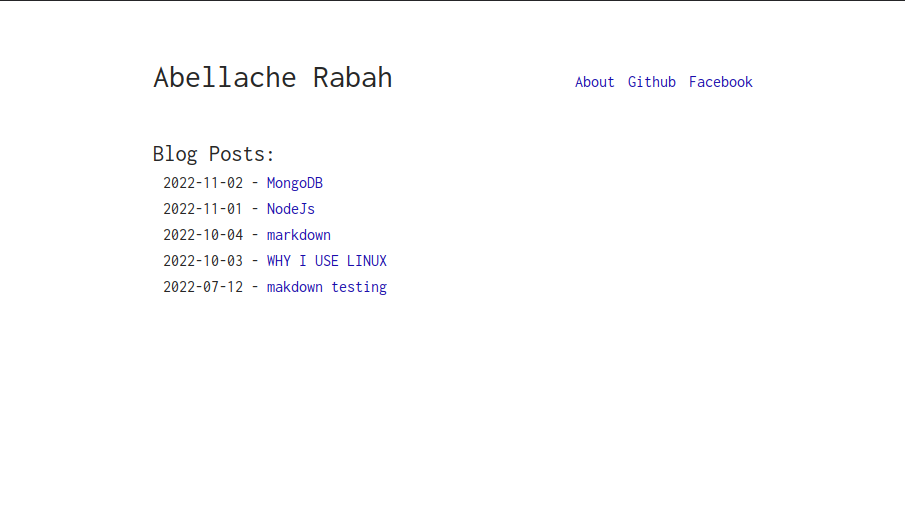 Abellache Rabah
About Github Facebook
Blog Posts:
2022-11-02 - MongoDB
2022-11-01 - NodeJs
2022-10-04 - markdown
2022-10-03 - WHY I USE LINUX
2022-07-12 - makdown testing